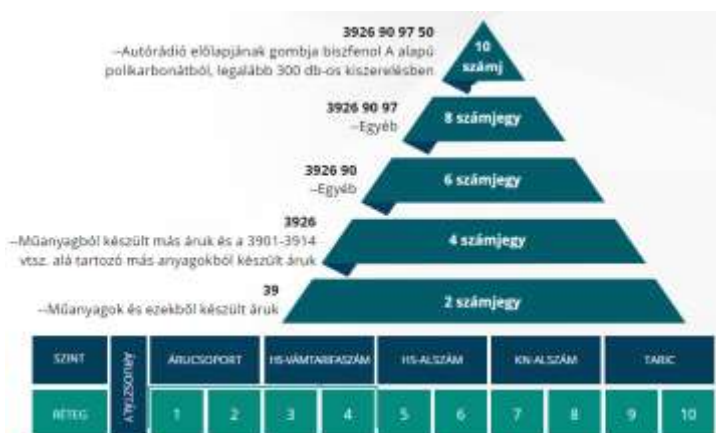 3926 90 97 50
--Autórádió előlapjának gombja biszfenol A alapú
polikarbonátból, legalább 300 db-os kiszerelésben
10
számj
3926 90 97
--Egyéb
8 számjegy
3926 90
--Egyéb
6 számjegy
3926
--Műanyagból készült más áruk és a 3901-3914
vtsz. alá tartozó más anyagokból készült áruk
4 számjegy
39
--Műanyagok és ezekből készült áruk
2 számjegy
SZINT ÁRUOSZTÁLY ÁRUCSOPORT HS-VÁMTARIFASZÁM HS-ALSZÁM KN-ALSZÁM TARIC
RÉTEG 1 2 3 4 5 6 7 8 9 10